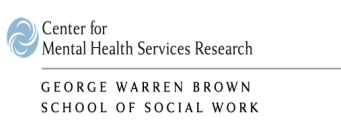 Center for
Mental Health Services Research
GEORGE WARREN BROWN
SCHOOL OF SOCIAL WORK